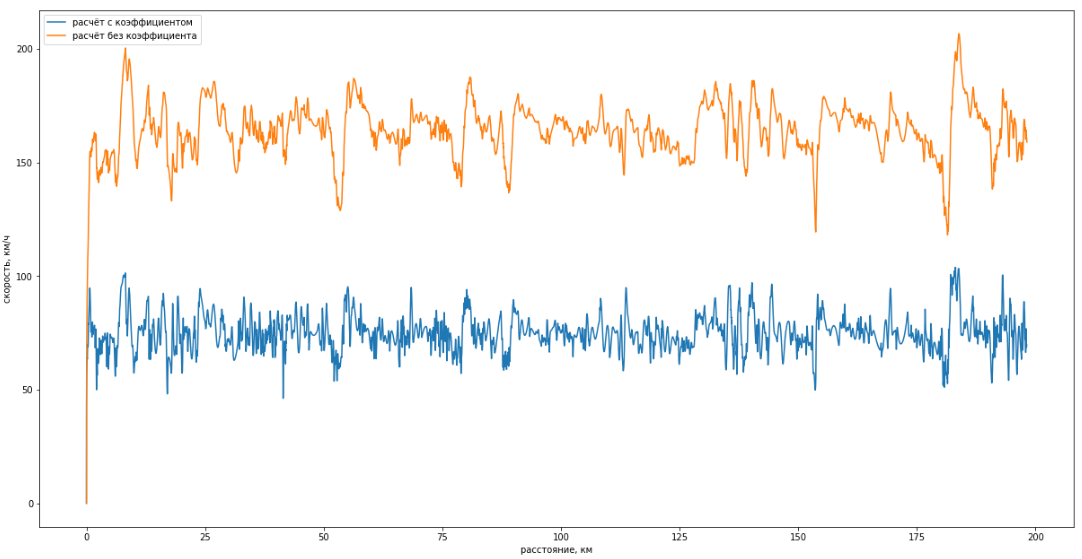 расчёт с коэффициентом
расчёт без коэффициента
200
150
100
50
0
скорость, км/ч
0 25 50 75 100 125 150 175 200
расстояние, км